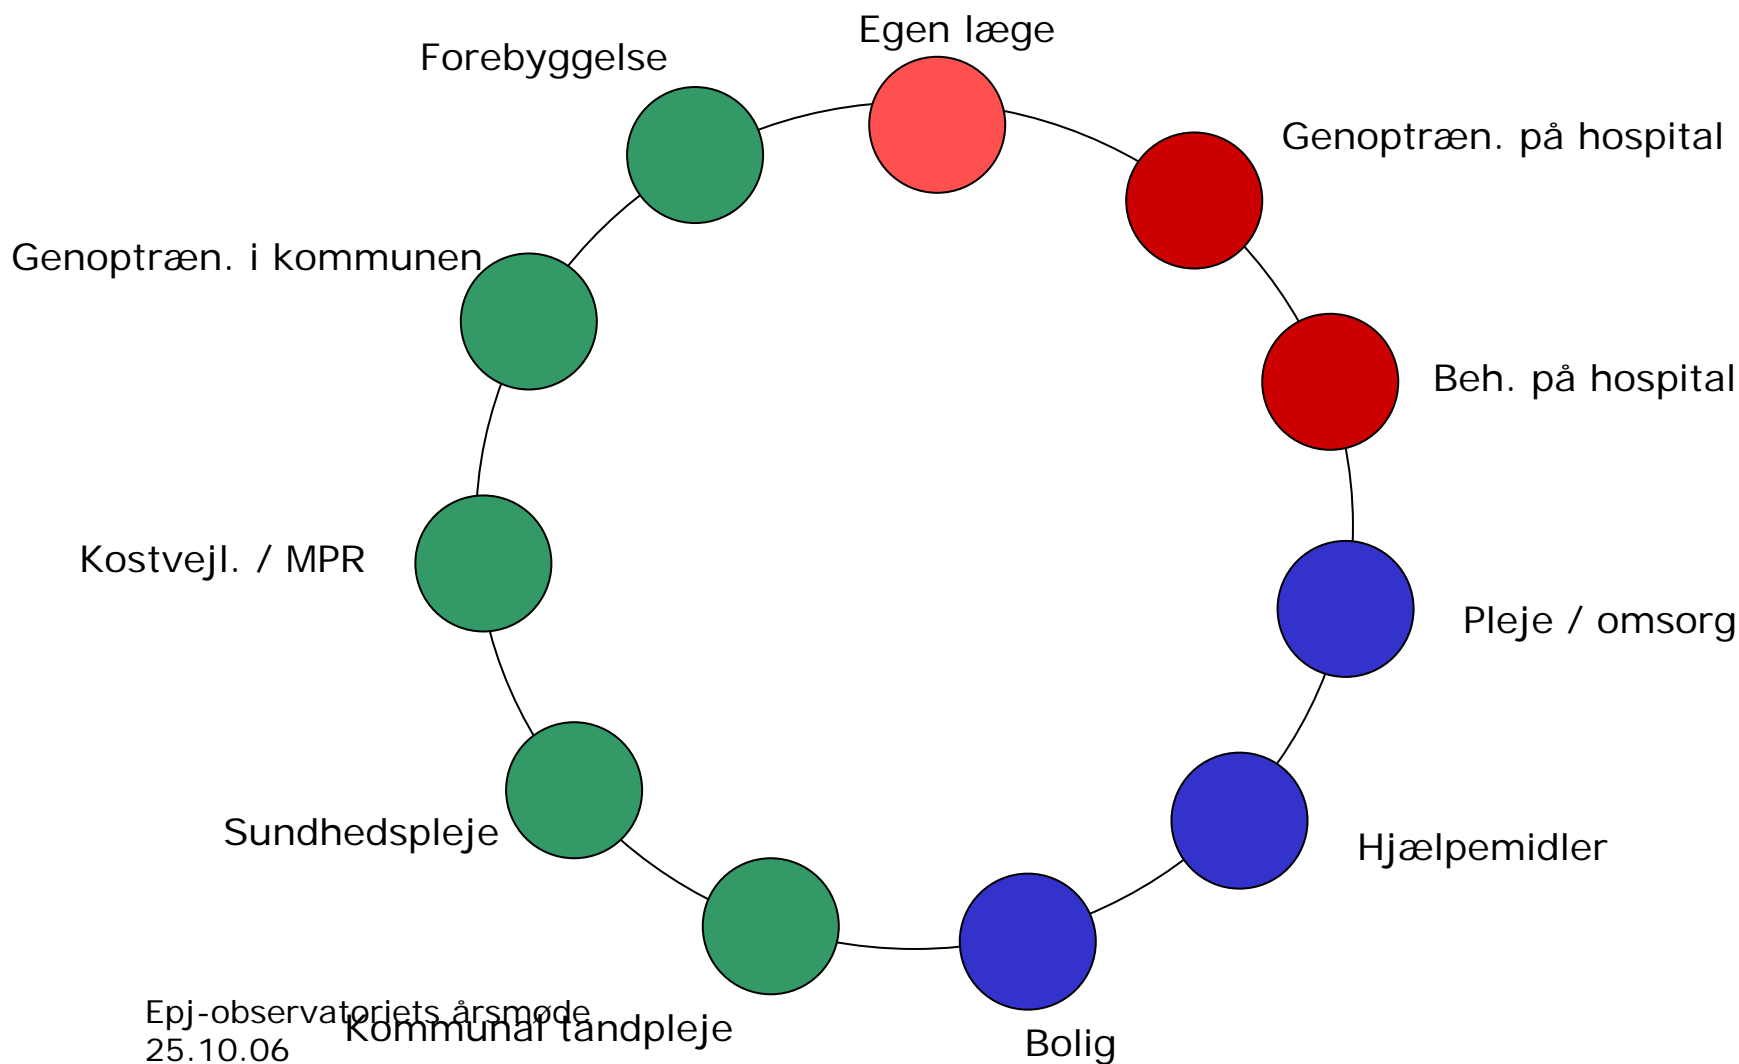 Egen læge
Forebyggelse
Genoptræn. på hospital
Genoptræn. i kommunen
Beh. på hospital
Kostvejl. / MPR
Pleje / omsorg
Sundhedspleje
Hjælpemidler
Epj-observatoriets årsmøde
Kommunal tandpleje
Bolig
25.10.06